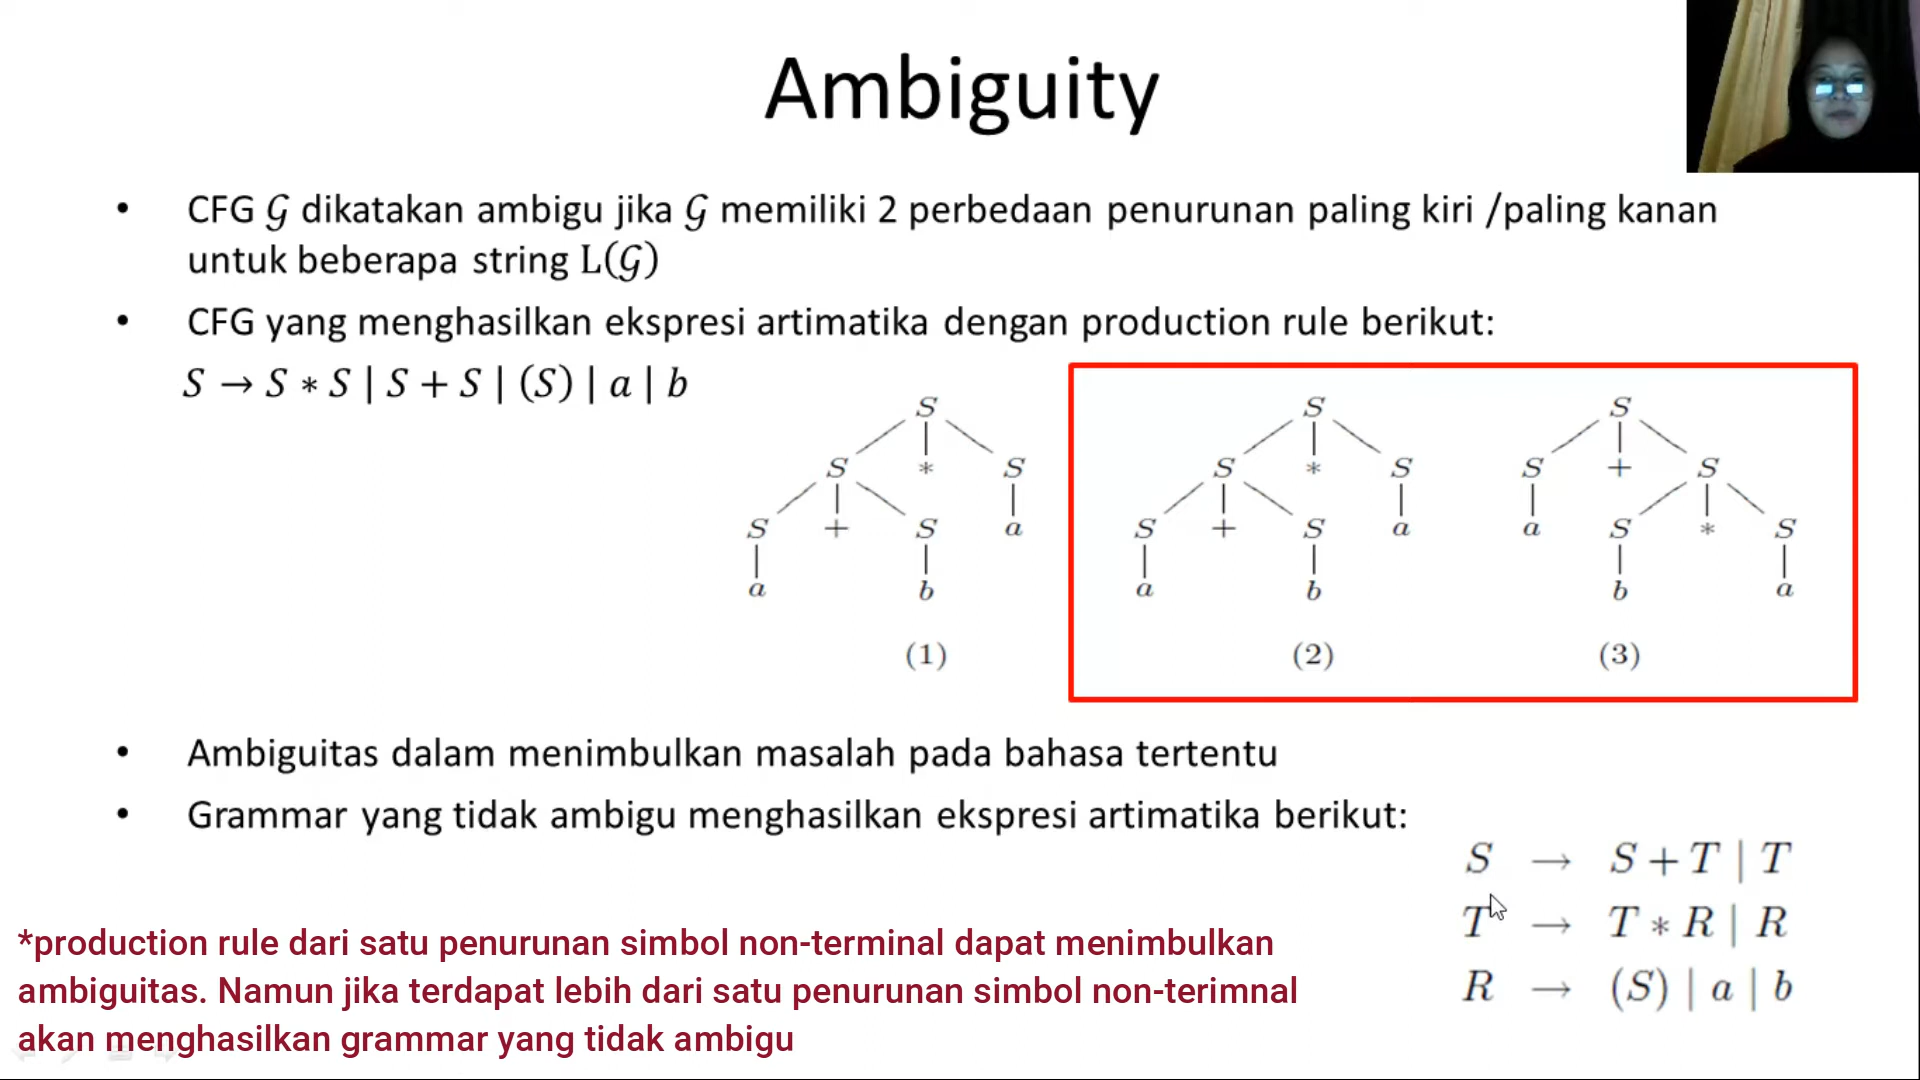 Ambiguity
• CFG 𝒢 dikatakan ambigu jika 𝒢 memiliki 2 perbedaan penurunan paling kiri /paling kanan
untuk beberapa string L(𝒢)
• CFG yang menghasilkan ekspresi artimatika dengan production rule berikut:
S → S * S | S + S | (S) | a | b
S
S * S
S + S a
a b
(1)
S
S * S
S + S a
a b
(2)
S
S + S
a S * S
b a
(3)
• Ambiguitas dalam menimbulkan masalah pada bahasa tertentu
• Grammar yang tidak ambigu menghasilkan ekspresi artimatika berikut:
S → S + T | T
T → T * R | R
R → (S) | a | b
*production rule dari satu penurunan simbol non-terminal dapat menimbulkan
ambiguitas. Namun jika terdapat lebih dari satu penurunan simbol non-terimnal
akan menghasilkan grammar yang tidak ambigu